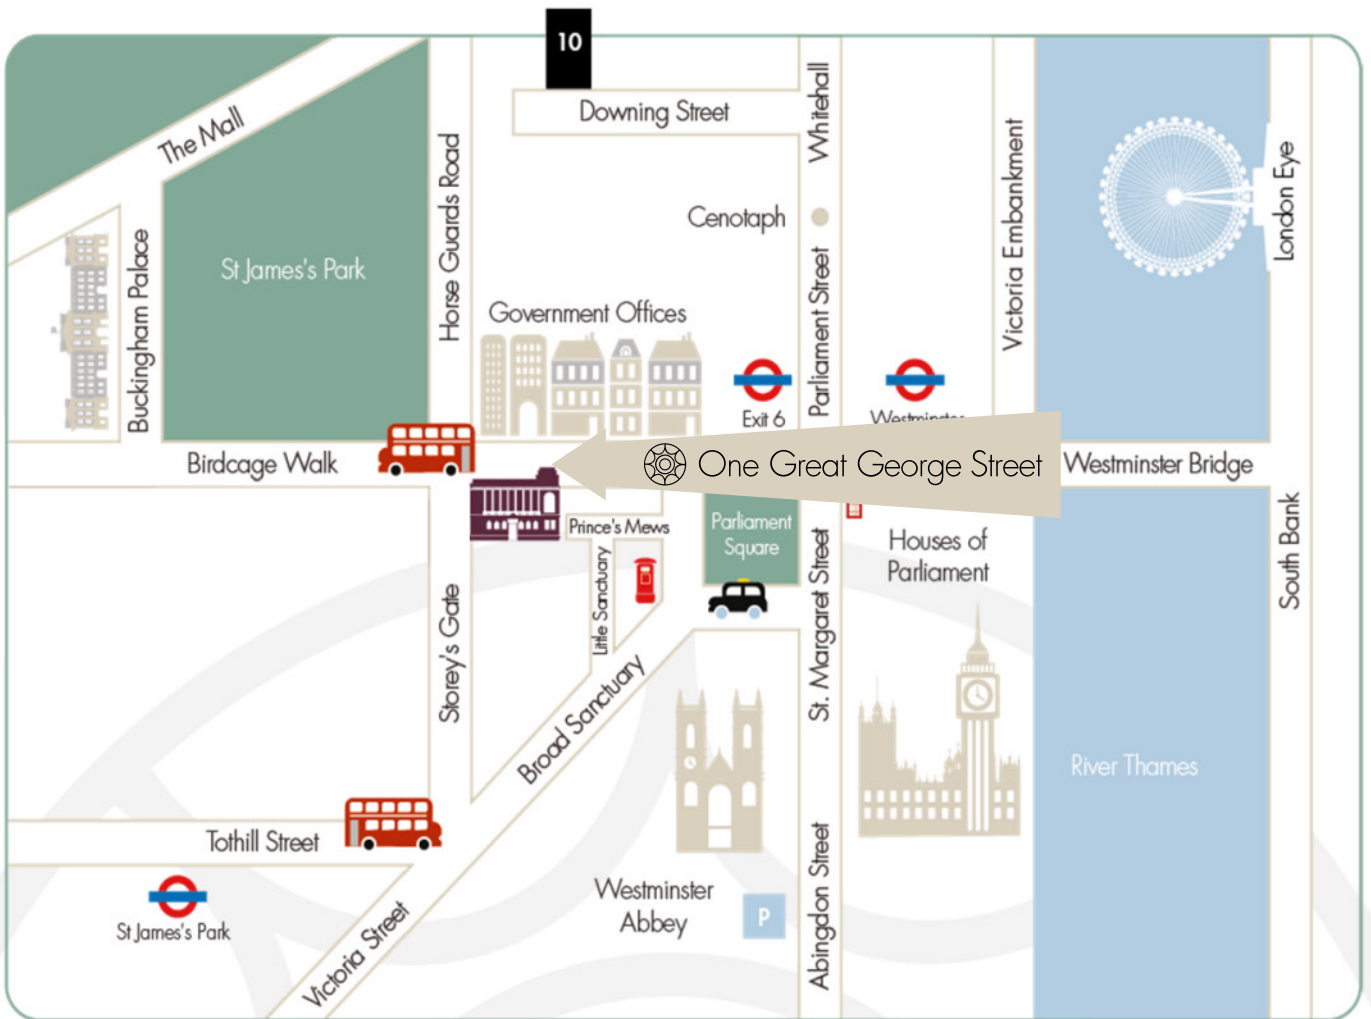 10
Downing Street
Whitehall
The Mall
Horse Guards Road
Victoria Embankment
London Eye
Cenotaph
Buckingham Palace
St James's Park
Parliament Street
Government Offices
Exit 6
Westminster
Birdcage Walk
One Great George Street
Westminster Bridge
Prince's Mews
Parliament
Square
Houses of
Parliament
South Bank
Little Sanctuary
St. Margaret Street
Storey's Gate
Broad Sanctuary
River Thames
Tothill Street
Westminster
Abbey
P
Abingdon Street
St James's Park
Victoria Street